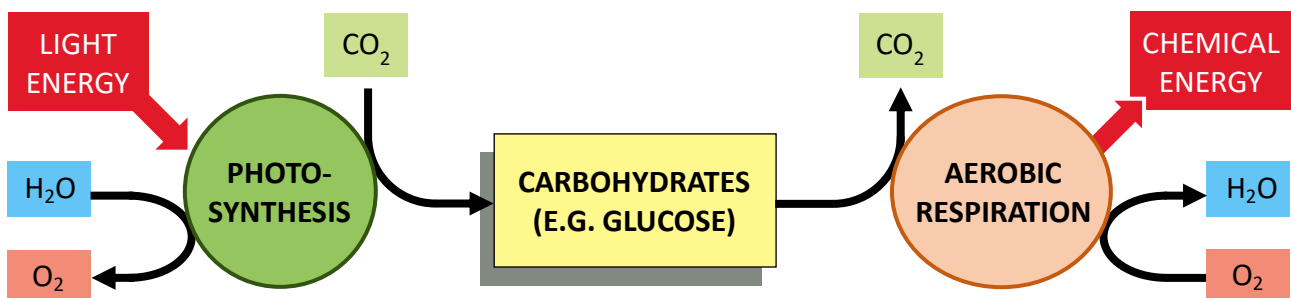 LIGHT
ENERGY
CO₂
CO₂
CHEMICAL
ENERGY
H₂O
O₂
PHOTO-
SYNTHESIS
CARBOHYDRATES
(E.G. GLUCOSE)
AEROBIC
RESPIRATION
H₂O
O₂